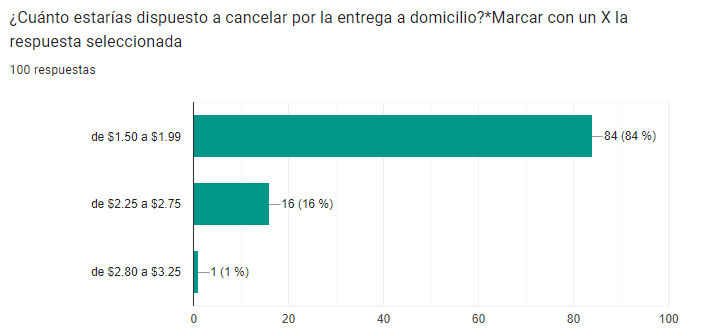 ¿Cuánto estarías dispuesto a cancelar por la entrega a domicilio?*Marcar con un X la
respuesta seleccionada
100 respuestas
de $1.50 a $1.99
84 (84 %)
de $2.25 a $2.75
16 (16 %)
de $2.80 a $3.25
1 (1 %)
0 20 40 60 80 100